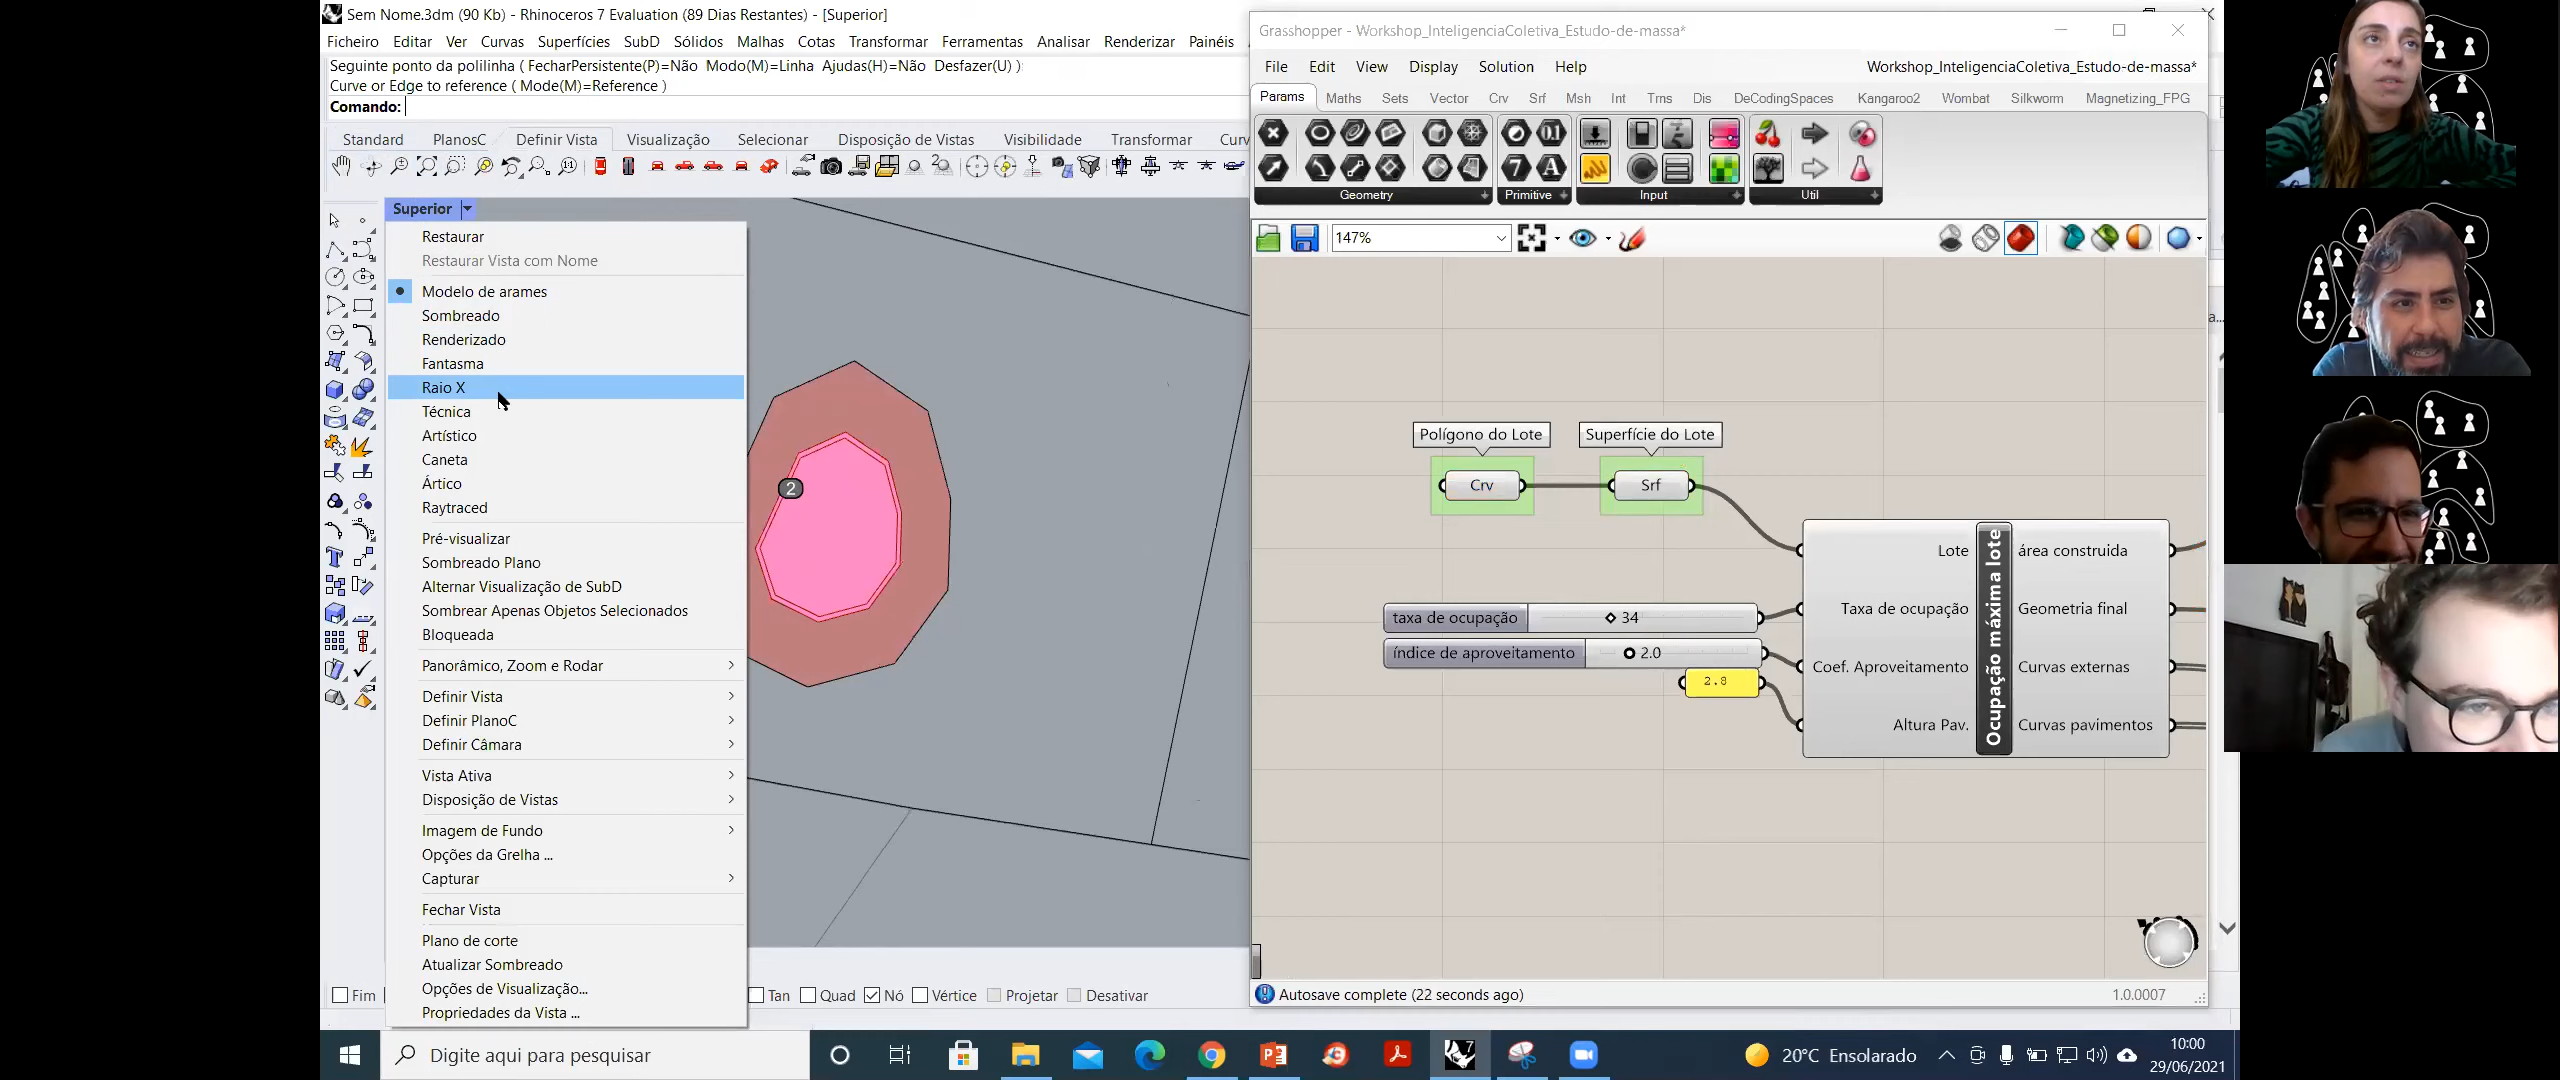 Sem Nome.3dm (90 Kb) - Rhinoceros 7 Evaluation (89 Dias Restantes) - [Superior]
Ficheiro Editar Ver Curvas Superfícies SubD Sólidos Malhas Cotas Transformar Ferramentas Analisar Renderizar Painéis
Seguinte ponto da polilinha ( FecharPersistente(P)=Não Modo(M)=Linha Ajudas(H)=Não Desfazer(U) ):
Curve or Edge to reference ( Mode(M)=Reference )
Comando:
Standard PlanosC Definir Vista Visualização Selecionar Disposição de Vistas Visibilidade Transformar Curv
Superior
Restaurar
Restaurar Vista com Nome
Modelo de arames
Sombreado
Renderizado
Fantasma
Raio X
Técnica
Artístico
Caneta
Ártico
Raytraced
Pré-visualizar
Sombreado Plano
Alternar Visualização de SubD
Sombrear Apenas Objetos Selecionados
Bloqueada
Panorâmico, Zoom e Rodar
Definir Vista
Definir PlanoC
Definir Câmara
Vista Ativa
Disposição de Vistas
Imagem de Fundo
Opções da Grelha ...
Capturar
Fechar Vista
Plano de corte
Atualizar Sombreado
Opções de Visualização...
Propriedades da Vista ...
2
Fim Tan Quad Nó Vértice Projetar Desativar
Grasshopper - Workshop_InteligenciaColetiva_Estudo-de-massa*
File Edit View Display Solution Help
Workshop_InteligenciaColetiva_Estudo-de-massa*
Params Maths Sets Vector Crv Srf Msh Int Trns Dis DeCodingSpaces Kangaroo2 Wombat Silkworm Magnetizing_FPG
Geometry Primitive Input Util
147%
Polígono do Lote
Superfície do Lote
Crv
Srf
taxa de ocupação 34
índice de aproveitamento 2.0
2.8
Lote
Taxa de ocupação
Coef. Aproveitamento
Altura Pav.
Ocupação máxima lote
área construida
Geometria final
Curvas externas
Curvas pavimentos
Autosave complete (22 seconds ago)
1.0.0007
Digite aqui para pesquisar
20°C Ensolarado
10:00
29/06/2021